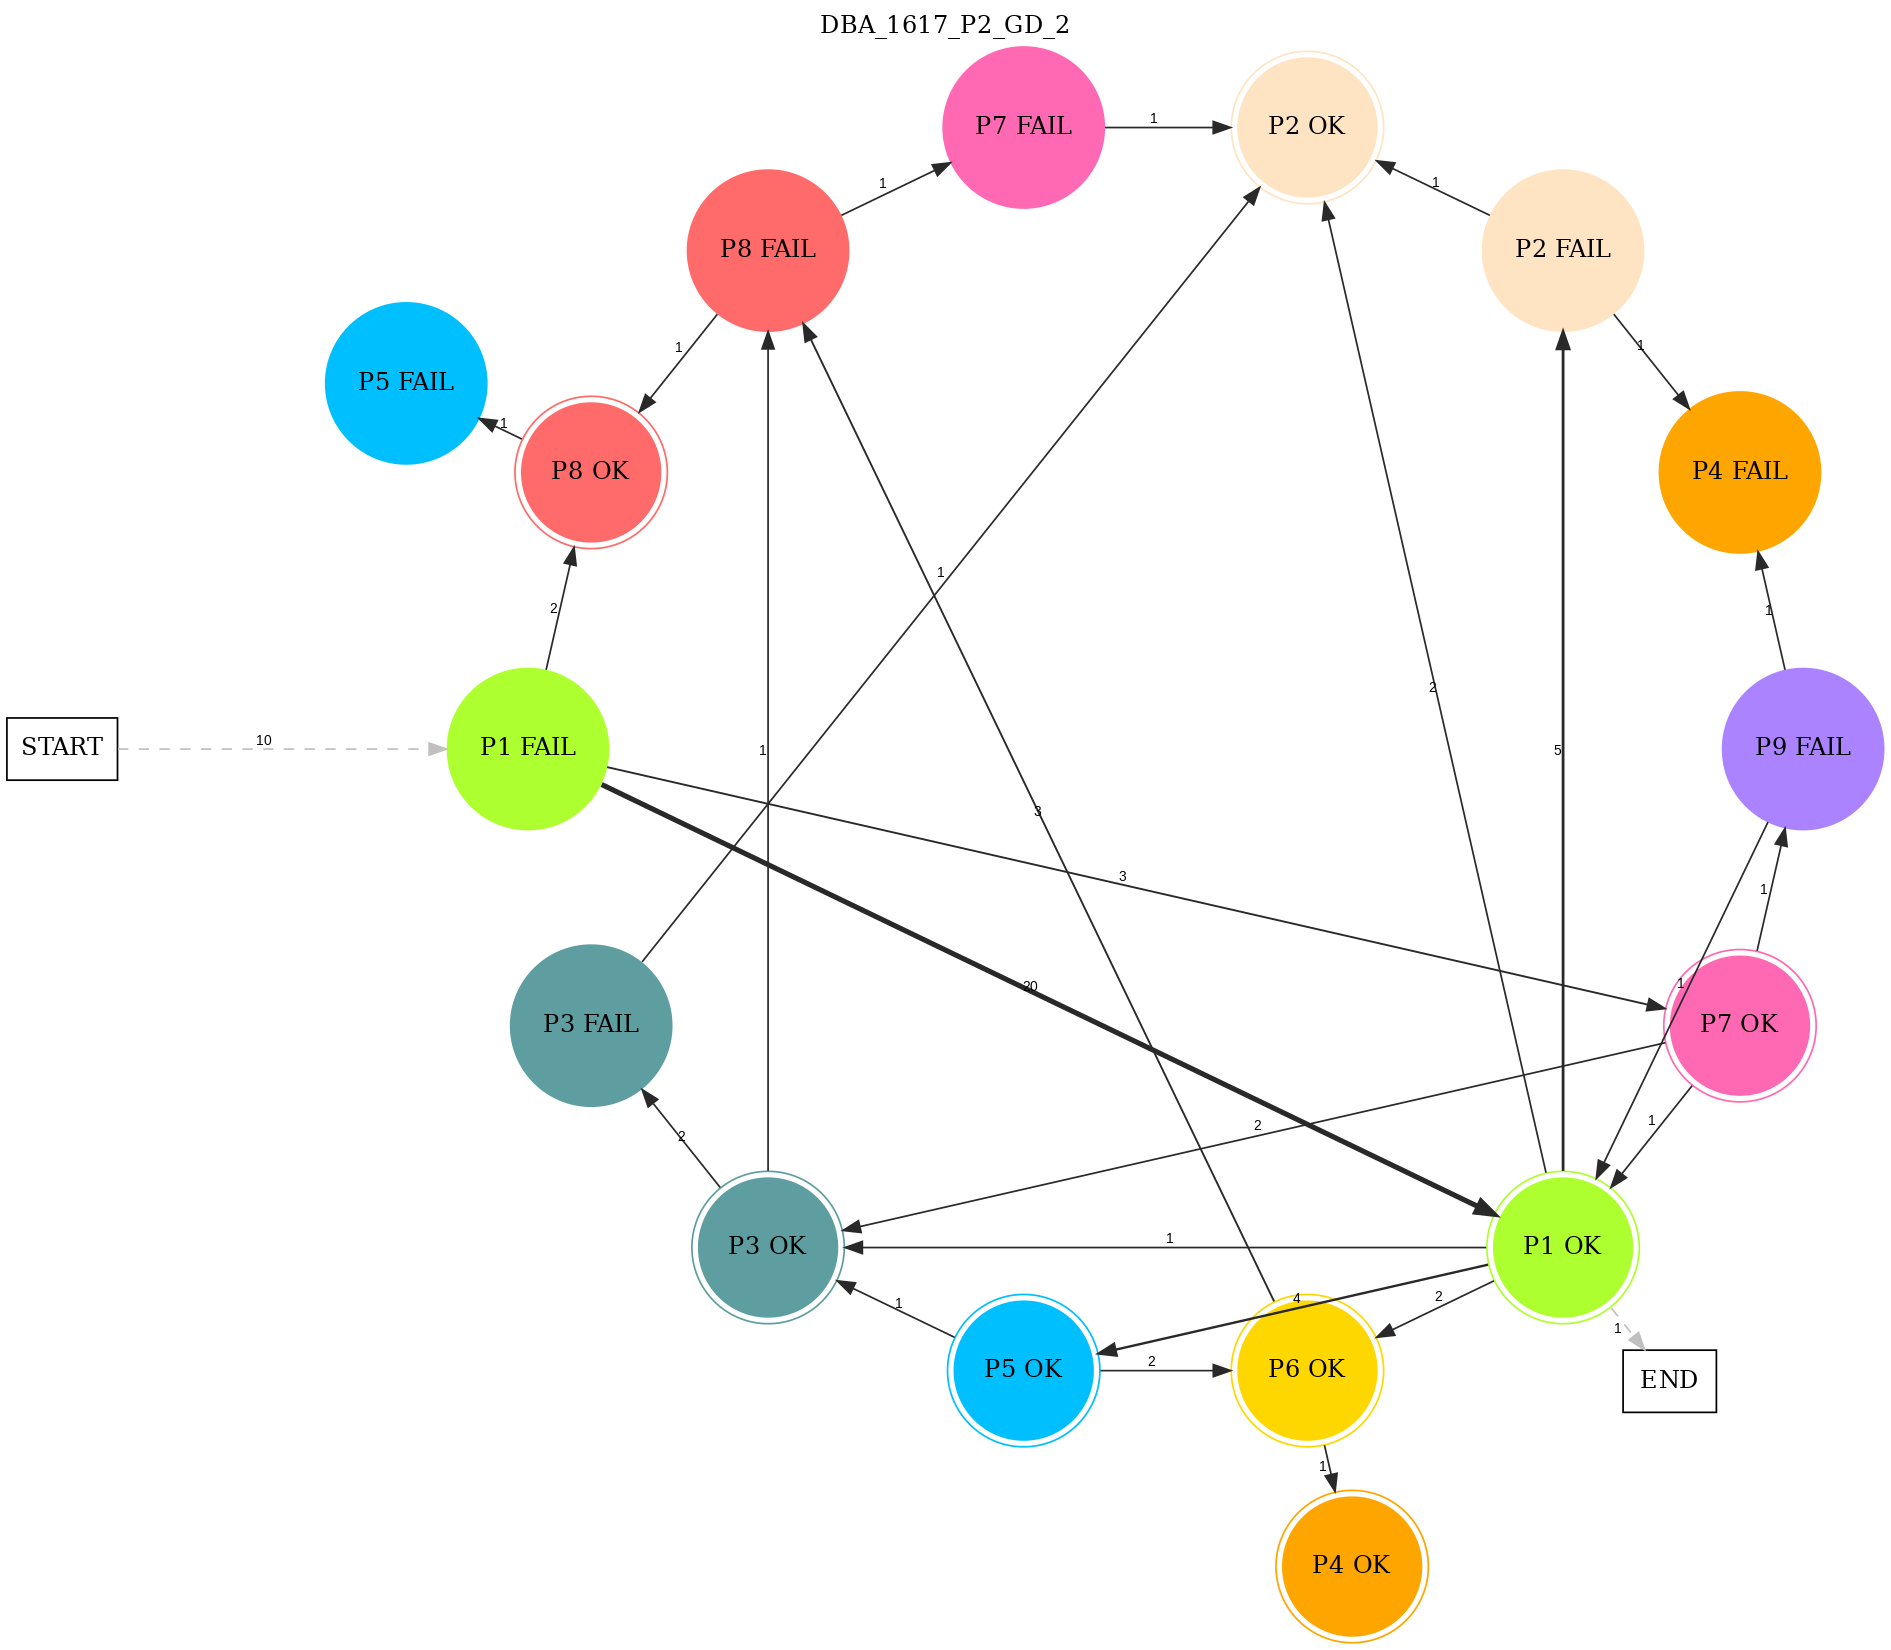 DBA_1617_P2_GD_2
P7 FAIL
1
P2 OK
1
1
P8 FAIL
P2 FAIL
1
1
P5 FAIL
1
P8 OK
P4 FAIL
1
2
1
2
START
10
P1 FAIL
1
5
P9 FAIL
3
3
1
20
1
P3 FAIL
P7 OK
2
2
1
P3 OK
1
P1 OK
1
4
2
1
P5 OK
2
P6 OK
END
1
P4 OK